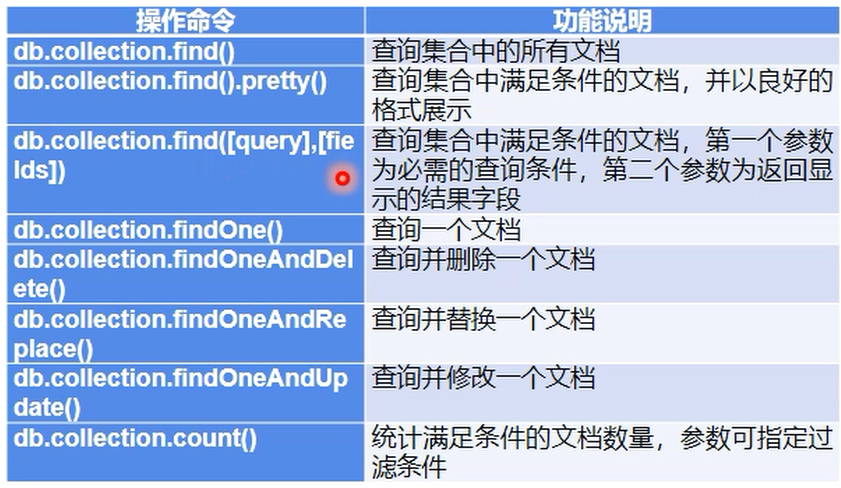 操作命令 功能说明
db.collection.find() 查询集合中的所有文档
db.collection.find().pretty() 查询集合中满足条件的文档，并以良好的
格式展示
db.collection.find([query],[fie 查询集合中满足条件的文档，第一个参数
lds]) 为必需的查询条件，第二个参数为返回显
示的结果字段
db.collection.findOne() 查询一个文档
db.collection.findOneAndDel 查询并删除一个文档
ete()
db.collection.findOneAndRe 查询并替换一个文档
place()
db.collection.findOneAndUp 查询并修改一个文档
date()
db.collection.count() 统计满足条件的文档数量，参数可指定过
滤条件